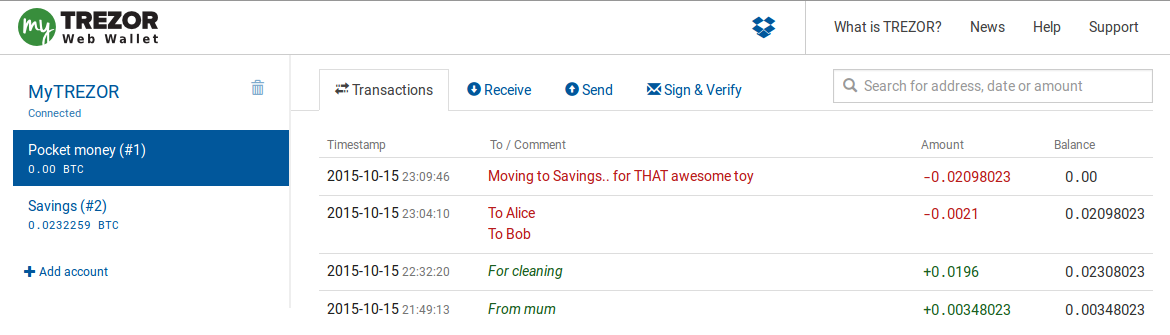 my TREZOR
Web Wallet
What is TREZOR? News Help Support
MyTREZOR
Connected
Pocket money (#1)
0.00 BTC
Savings (#2)
0.0232259 BTC
Add account
Transactions Receive Send Sign & Verify Search for address, date or amount
Timestamp To / Comment Amount Balance
2015-10-15 23:09:46 Moving to Savings.. for THAT awesome toy -0.02098023 0.00
2015-10-15 23:04:10 To Alice -0.0021 0.02098023
To Bob
2015-10-15 22:32:20 For cleaning +0.0196 0.02308023
2015-10-15 21:49:13 From mum +0.00348023 0.00348023